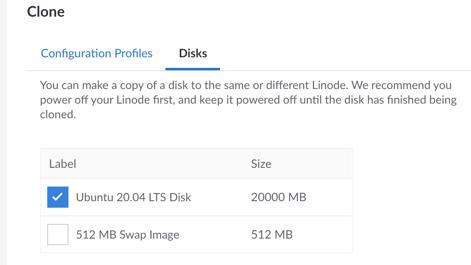 Clone
Configuration Profiles Disks
You can make a copy of a disk to the same or different Linode. We recommend you
power off your Linode first, and keep it powered off until the disk has finished being
cloned.
Label Size
Ubuntu 20.04 LTS Disk 20000 MB
512 MB Swap Image 512 MB